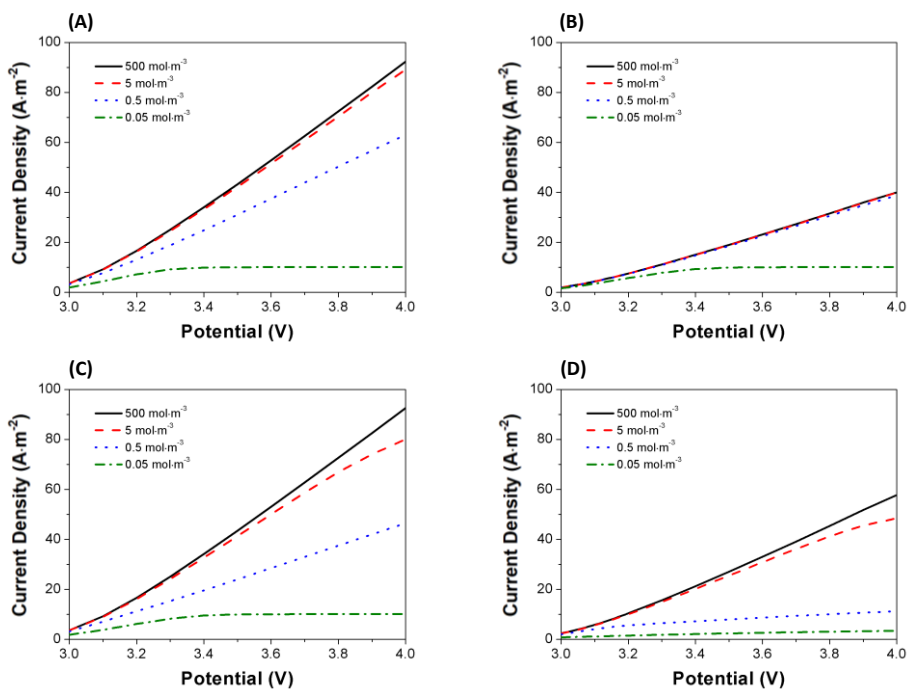 (A)
Current Density (A·m⁻²)
100
80
60
40
20
0
500 mol·m⁻³
5 mol·m⁻³
0.5 mol·m⁻³
0.05 mol·m⁻³
3.0 3.2 3.4 3.6 3.8 4.0
Potential (V)
(B)
Current Density (A·m⁻²)
100
80
60
40
20
0
500 mol·m⁻³
5 mol·m⁻³
0.5 mol·m⁻³
0.05 mol·m⁻³
3.0 3.2 3.4 3.6 3.8 4.0
Potential (V)
(C)
Current Density (A·m⁻²)
100
80
60
40
20
0
500 mol·m⁻³
5 mol·m⁻³
0.5 mol·m⁻³
0.05 mol·m⁻³
3.0 3.2 3.4 3.6 3.8 4.0
Potential (V)
(D)
Current Density (A·m⁻²)
100
80
60
40
20
0
500 mol·m⁻³
5 mol·m⁻³
0.5 mol·m⁻³
0.05 mol·m⁻³
3.0 3.2 3.4 3.6 3.8 4.0
Potential (V)